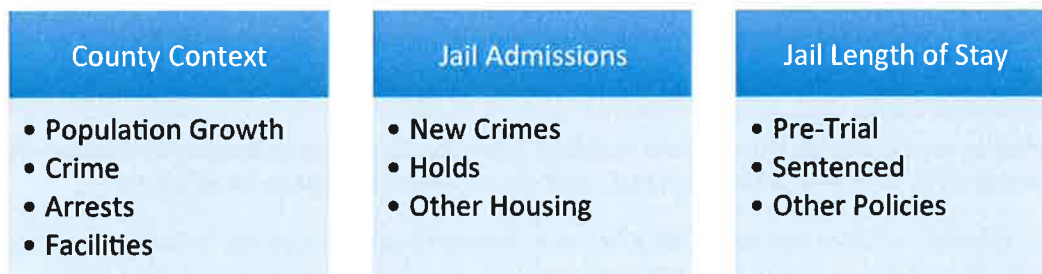 County Context
• Population Growth
• Crime
• Arrests
• Facilities
Jail Admissions
• New Crimes
• Holds
• Other Housing
Jail Length of Stay
• Pre-Trial
• Sentenced
• Other Policies